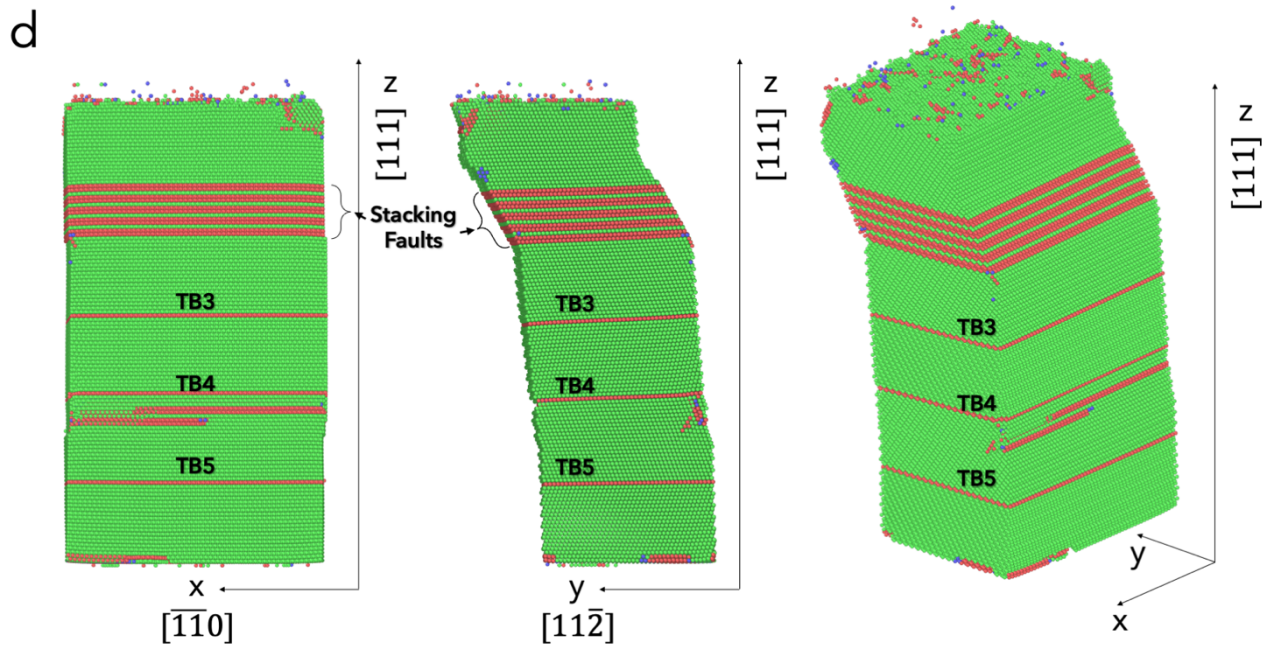 d
z
[111]
Stacking
Faults
TB3
TB4
TB5
x
[1̅1̅0]
z
[111]
TB3
TB4
TB5
y
[112̅]
z
[111]
TB3
TB4
TB5
y
x